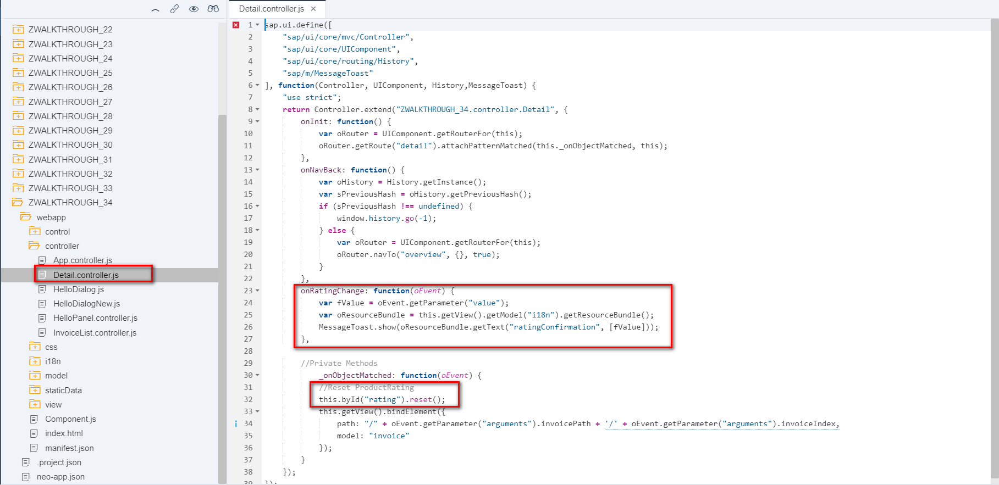 ZWALKTHROUGH_22
ZWALKTHROUGH_23
ZWALKTHROUGH_24
ZWALKTHROUGH_25
ZWALKTHROUGH_26
ZWALKTHROUGH_27
ZWALKTHROUGH_28
ZWALKTHROUGH_29
ZWALKTHROUGH_30
ZWALKTHROUGH_31
ZWALKTHROUGH_32
ZWALKTHROUGH_33
ZWALKTHROUGH_34
webapp
control
controller
App.controller.js
Detail.controller.js
HelloDialog.js
HelloDialogNew.js
HelloPanel.controller.js
InvoiceList.controller.js
css
i18n
model
staticData
view
Component.js
index.html
manifest.json
.project.json
neo-app.json
Detail.controller.js ×
1 sap.ui.define([
2 "sap/ui/core/mvc/Controller",
3 "sap/ui/core/UIComponent",
4 "sap/ui/core/routing/History",
5 "sap/m/MessageToast"
6 ], function(Controller, UIComponent, History,MessageToast) {
7 "use strict";
8 return Controller.extend("ZWALKTHROUGH_34.controller.Detail", {
9 onInit: function() {
10 var oRouter = UIComponent.getRouterFor(this);
11 oRouter.getRoute("detail").attachPatternMatched(this._onObjectMatched, this);
12 },
13 onNavBack: function() {
14 var oHistory = History.getInstance();
15 var sPreviousHash = oHistory.getPreviousHash();
16 if (sPreviousHash !== undefined) {
17 window.history.go(-1);
18 } else {
19 var oRouter = UIComponent.getRouterFor(this);
20 oRouter.navTo("overview", {}, true);
21 }
22 },
23 onRatingChange: function(oEvent) {
24 var fValue = oEvent.getParameter("value");
25 var oResourceBundle = this.getView().getModel("i18n").getResourceBundle();
26 MessageToast.show(oResourceBundle.getText("ratingConfirmation", [fValue]));
27 },
28
29 //Private Methods
30 _onObjectMatched: function(oEvent) {
31 //Reset ProductRating
32 this.byId("rating").reset();
33 this.getView().bindElement({
34 path: "/" + oEvent.getParameter("arguments").invoicePath + '/' + oEvent.getParameter("arguments").invoiceIndex,
35 model: "invoice"
36 });
37 }
38 });
39 });